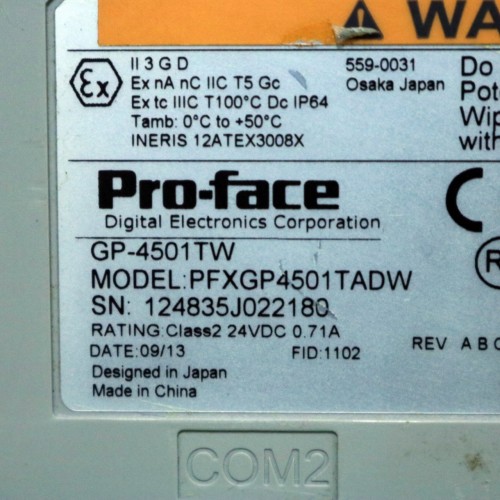 WA
II 3 G D
Ex nA nC IIC T5 Gc
Ex tc IIIC T100°C Dc IP64
Tamb: 0°C to +50°C
INERIS 12ATEX3008X
Ex
559-0031
Osaka Japan
Do
Pot
Wip
with
Pro-face
Digital Electronics Corporation
CE
GP-4501TW
MODEL:PFXGP4501TADW
SN: 124835J022180
RATING:Class2 24VDC 0.71A
DATE:09/13
FID:1102
REV A B C
R
Designed in Japan
Made in China
COM2